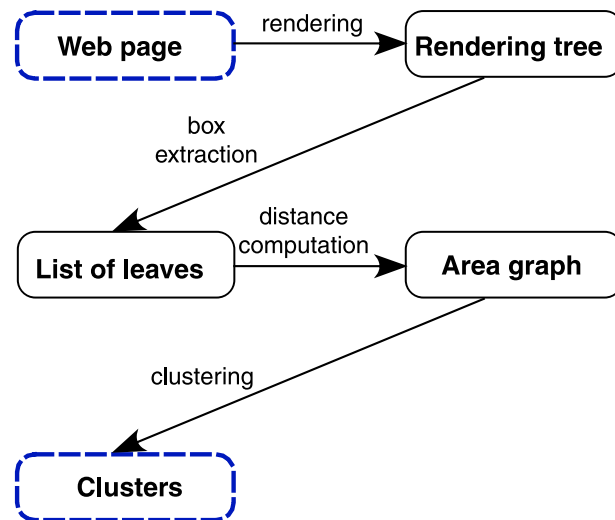 Web page
rendering
Rendering tree
box
extraction
List of leaves
distance
computation
Area graph
clustering
Clusters